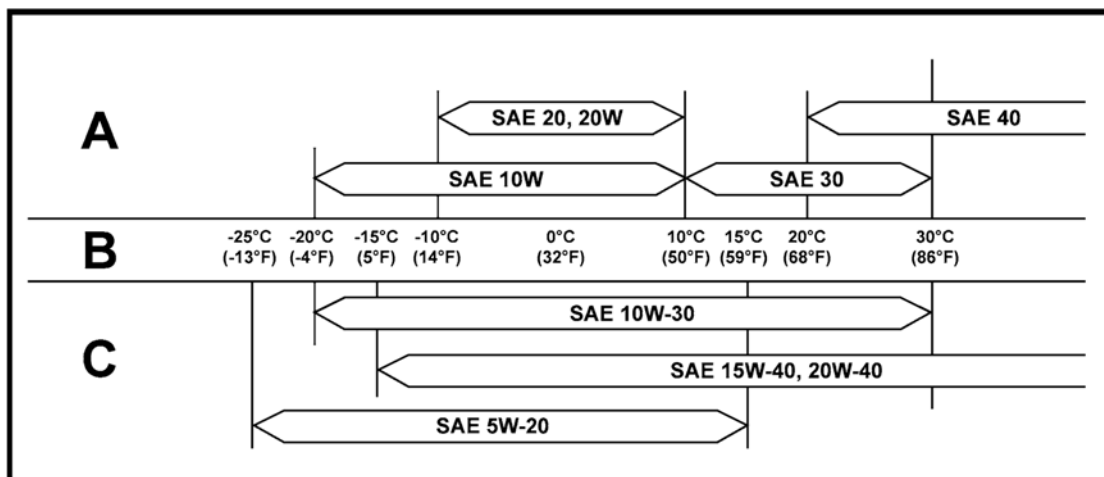 A
SAE 20, 20W
SAE 40
SAE 10W
SAE 30
B
-25°C -20°C -15°C -10°C 0°C 10°C 15°C 20°C 30°C
(-13°F) (-4°F) (5°F) (14°F) (32°F) (50°F) (59°F) (68°F) (86°F)
C
SAE 10W-30
SAE 15W-40, 20W-40
SAE 5W-20